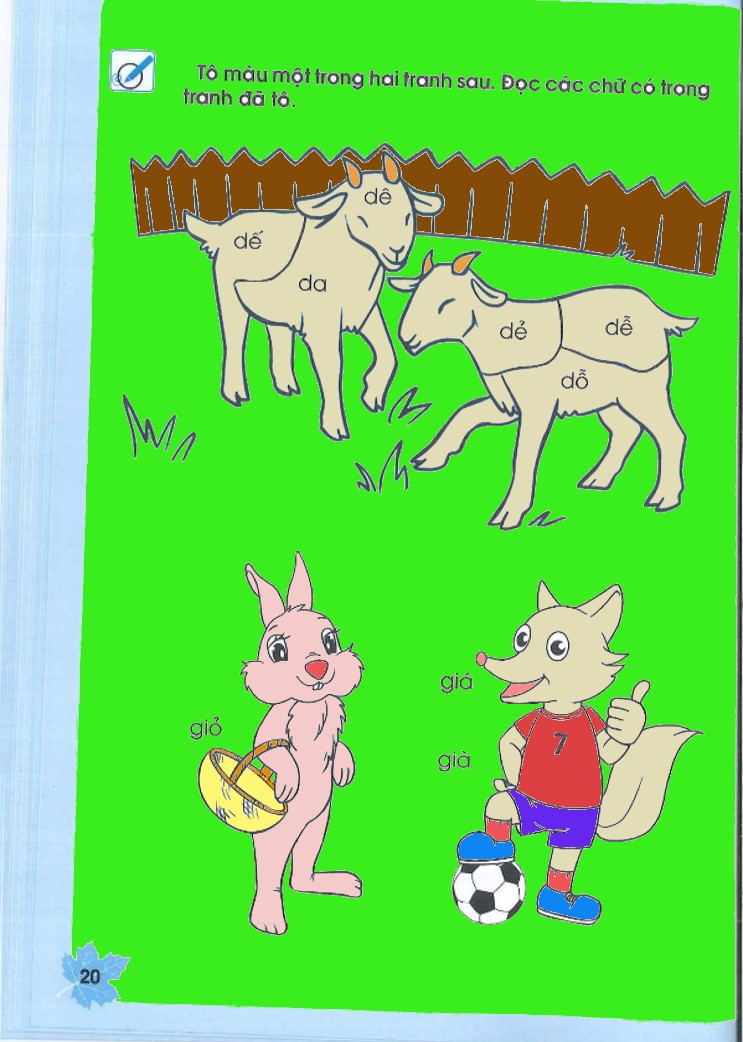 Tô màu một trong hai tranh sau. Đọc các chữ có trong
tranh đã tô.
dê
dế
da
dẻ
dễ
dỗ
giá
giỏ
già
7
20